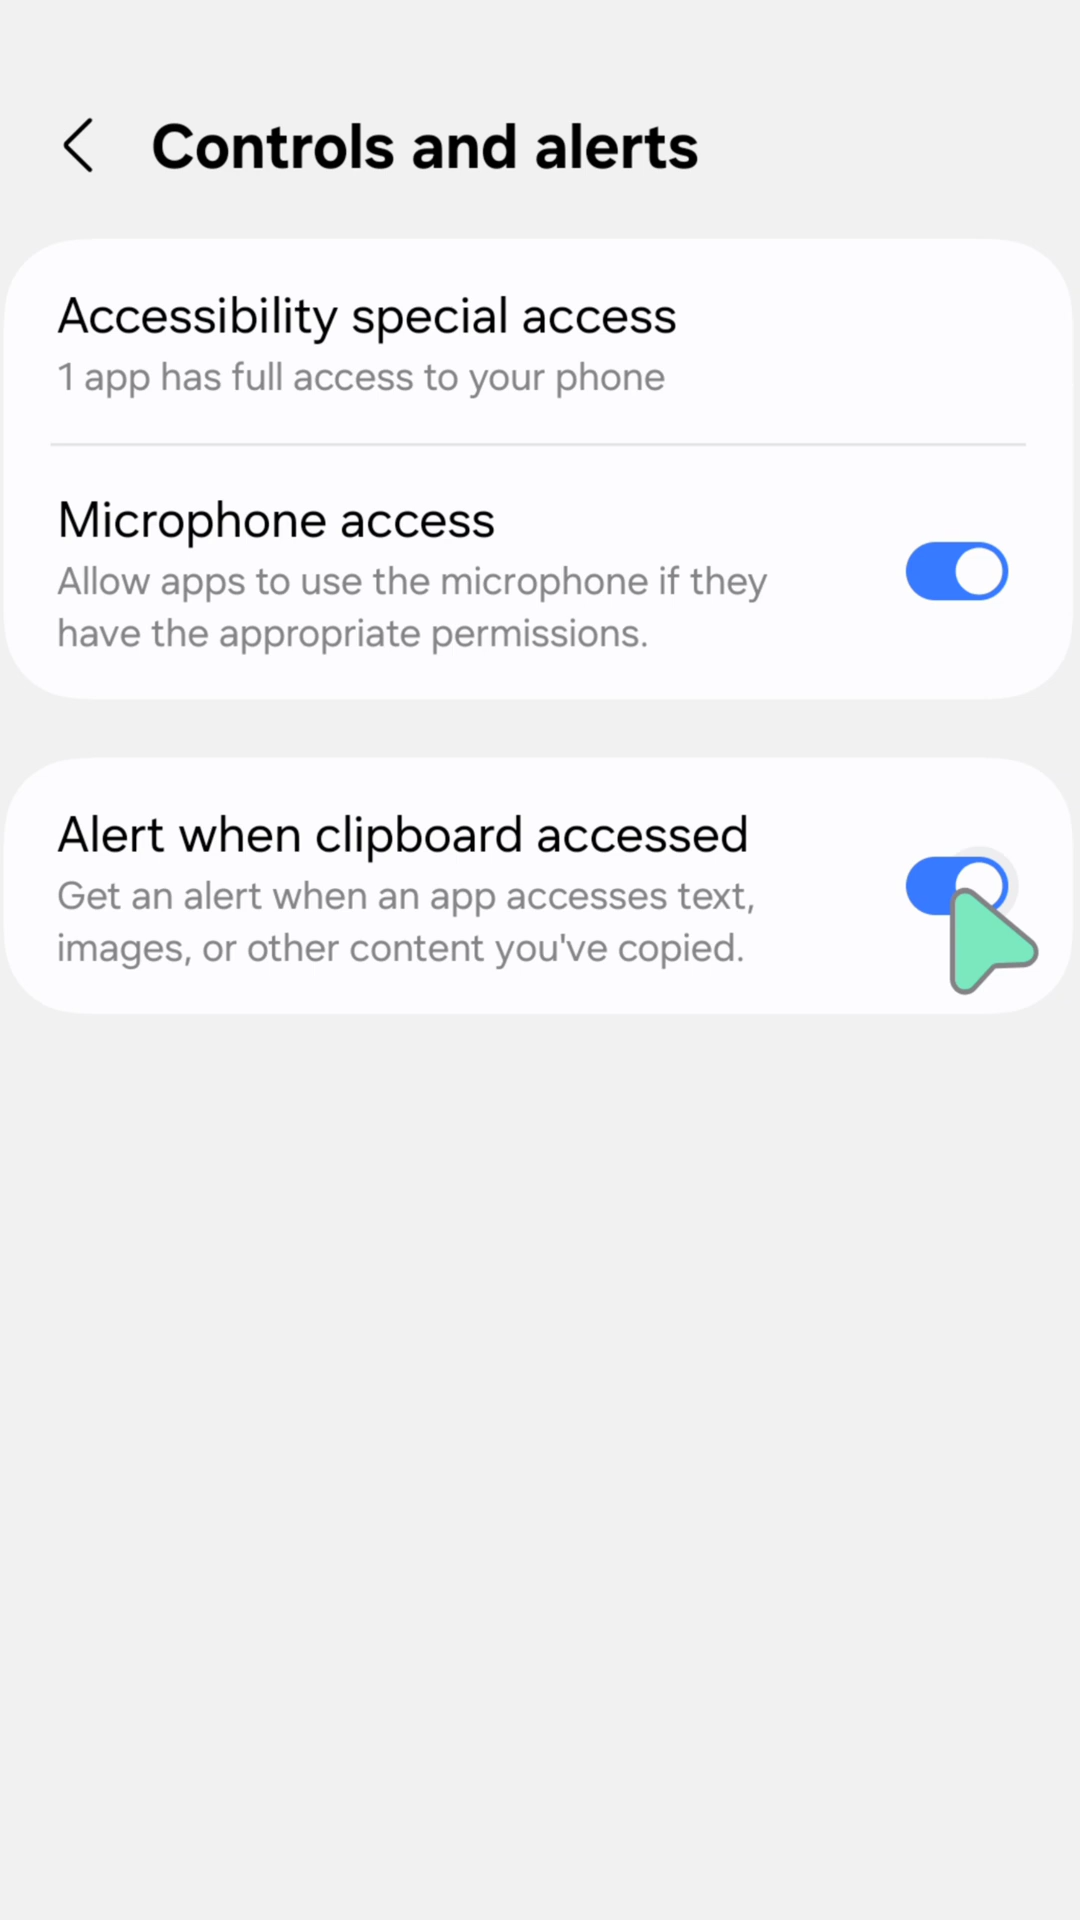 Controls and alerts
Accessibility special access
1 app has full access to your phone
Microphone access
Allow apps to use the microphone if they
have the appropriate permissions.
Alert when clipboard accessed
Get an alert when an app accesses text,
images, or other content you've copied.